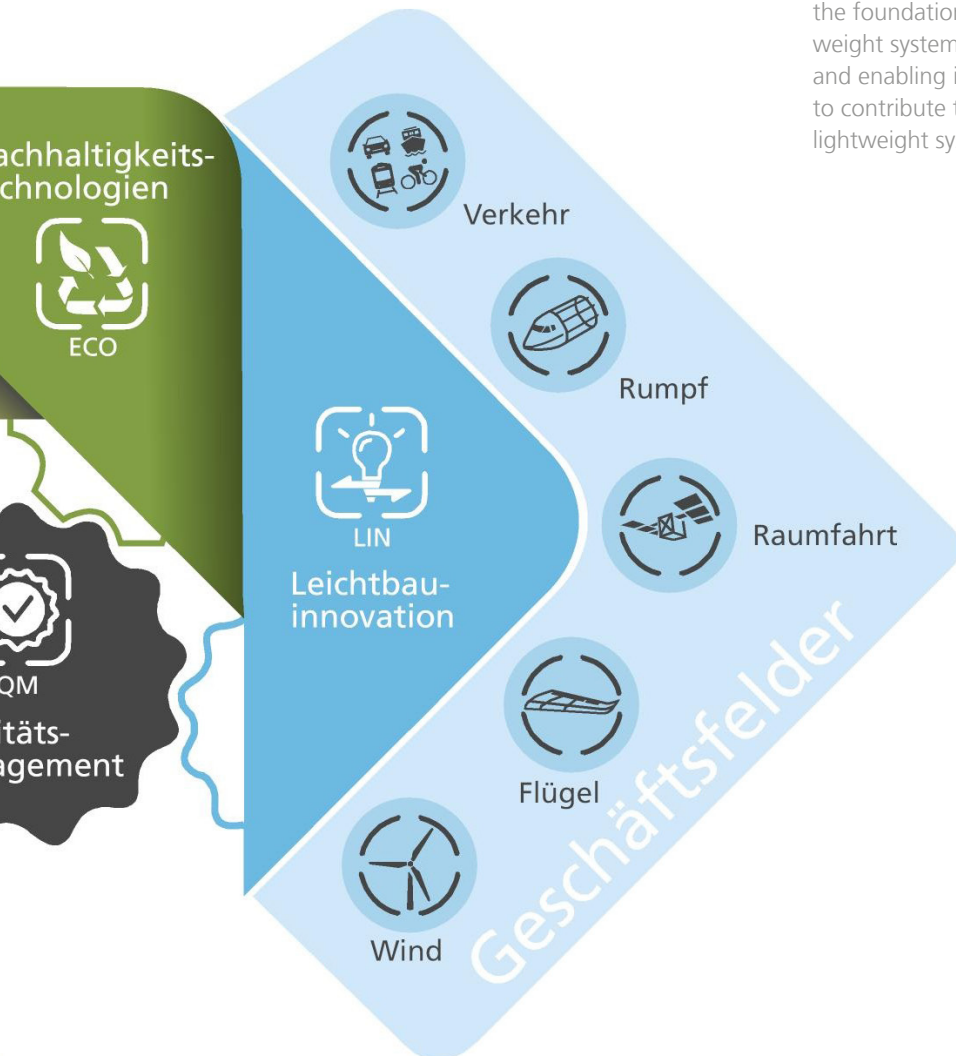 the foundation
weight system
and enabling i
to contribute t
lightweight sy
achhaltigkeits-
chnologien
ECO
Verkehr
Rumpf
Raumfahrt
Flügel
Wind
LIN
Leichtbau-
innovation
QM
itäts-
agement
Geschäftsfelder